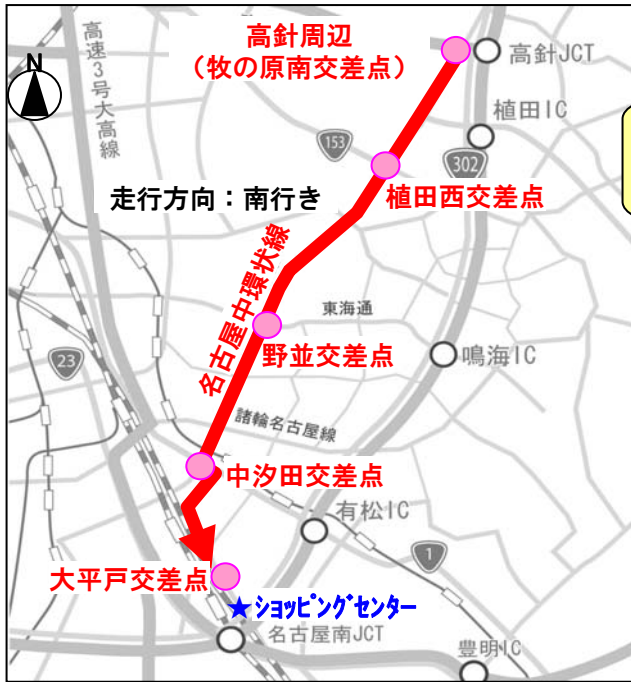 高針周辺
（牧の原南交差点）
高針JCT
高速3号大高線
N
植田IC
153
302
走行方向：南行き
植田西交差点
名古屋中環状線
東海通
野並交差点
鳴海IC
23
諸輪名古屋線
中汐田交差点
有松IC
1
大平戸交差点
★ショッピングセンター
名古屋南JCT
豊明IC